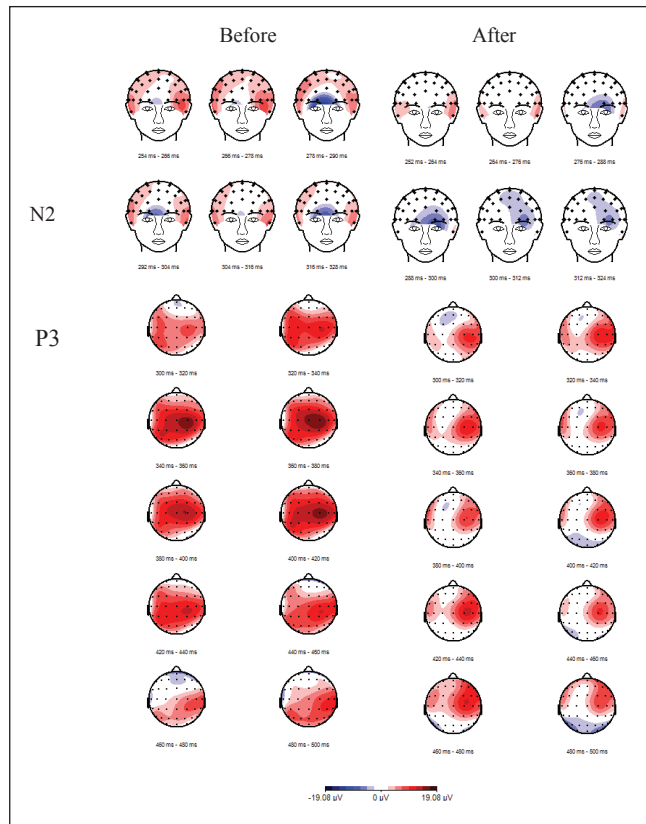 Before After
254 ms - 266 ms 266 ms - 278 ms 278 ms - 290 ms 252 ms - 264 ms 264 ms - 276 ms 276 ms - 288 ms
N2
292 ms - 304 ms 304 ms - 316 ms 316 ms - 328 ms 288 ms - 300 ms 300 ms - 312 ms 312 ms - 324 ms
P3
300 ms - 320 ms 320 ms - 340 ms 300 ms - 320 ms 320 ms - 340 ms
340 ms - 360 ms 360 ms - 380 ms 340 ms - 360 ms 360 ms - 380 ms
380 ms - 400 ms 400 ms - 420 ms 380 ms - 400 ms 400 ms - 420 ms
420 ms - 440 ms 440 ms - 460 ms 420 ms - 440 ms 440 ms - 460 ms
460 ms - 480 ms 480 ms - 500 ms 460 ms - 480 ms 480 ms - 500 ms
-19.08 µV 0 µV 19.08 µV